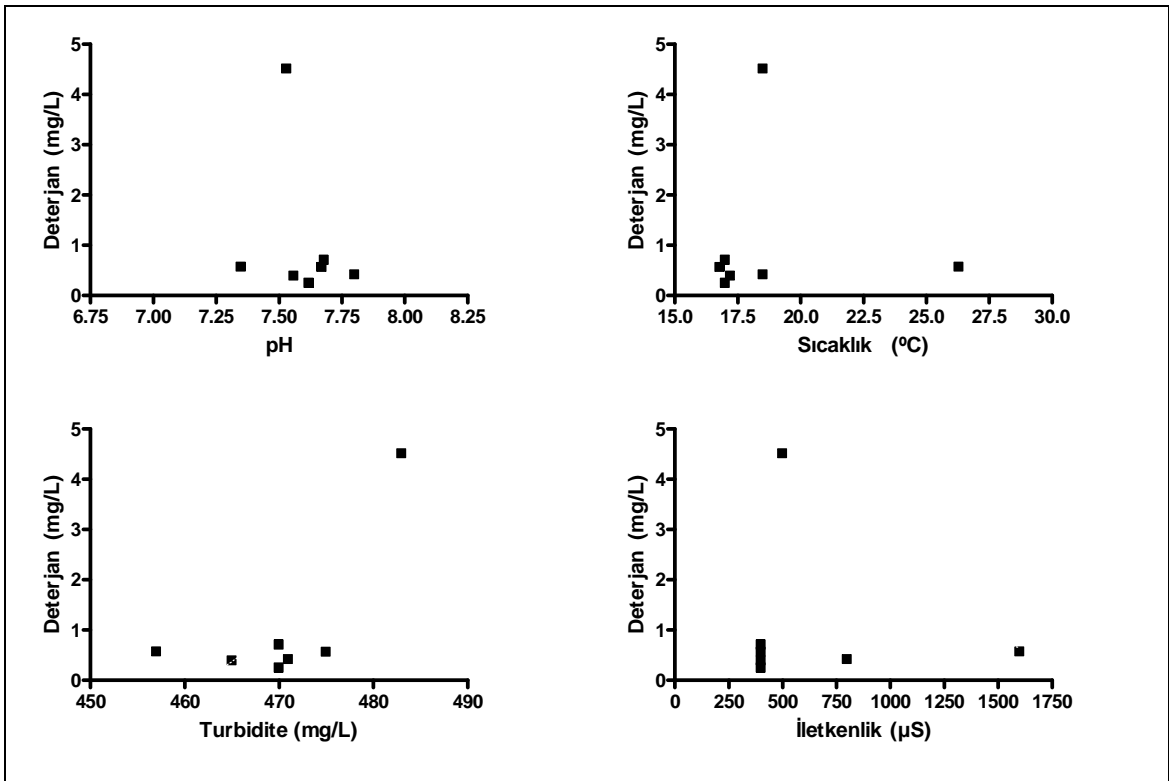 Deterjan (mg/L)
5
4
3
2
1
0
6.75 7.00 7.25 7.50 7.75 8.00 8.25
pH
Deterjan (mg/L)
5
4
3
2
1
0
15.0 17.5 20.0 22.5 25.0 27.5 30.0
Sıcaklık (ºC)
Deterjan (mg/L)
5
4
3
2
1
0
450 460 470 480 490
Turbidite (mg/L)
Deterjan (mg/L)
5
4
3
2
1
0
0 250 500 750 1000 1250 1500 1750
İletkenlik (µS)